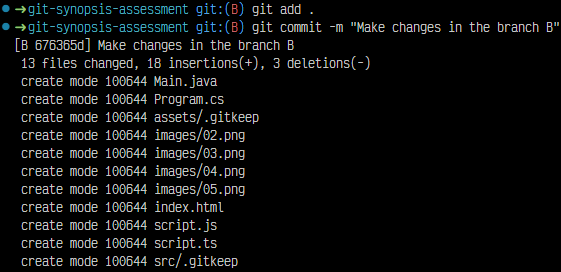 ➜ git-synopsis-assessment git:(B) git add .
➜ git-synopsis-assessment git:(B) git commit -m "Make changes in the branch B"
[B 676365d] Make changes in the branch B
13 files changed, 18 insertions(+), 3 deletions(-)
create mode 100644 Main.java
create mode 100644 Program.cs
create mode 100644 assets/.gitkeep
create mode 100644 images/02.png
create mode 100644 images/03.png
create mode 100644 images/04.png
create mode 100644 images/05.png
create mode 100644 index.html
create mode 100644 script.js
create mode 100644 script.ts
create mode 100644 src/.gitkeep